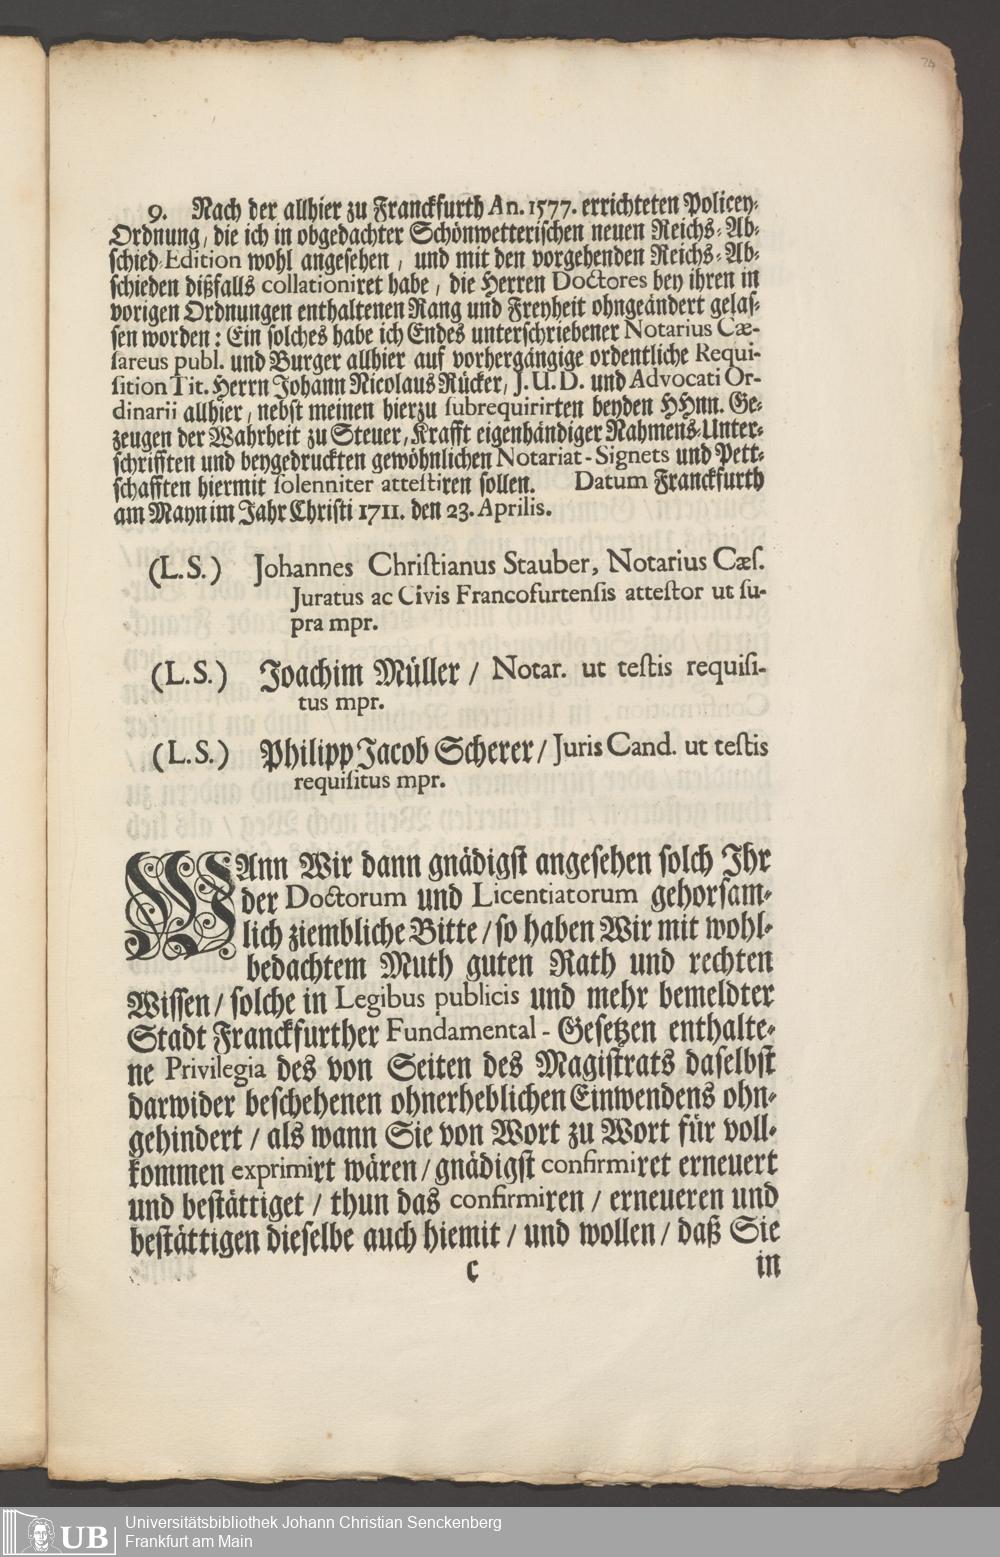 24
9. Nach der allhier zu Franckfurth An. 1577. errichteten Policey-
Ordnung, die ich in obgedachter Schönwetterischen neuen Reichs-Ab-
schied-Edition wohl angesehen, und mit den vorgehenden Reichs-Ab-
schieden dißfalls collationiret habe, die Herren Doctores bey ihren in
vorigen Ordnungen enthaltenen Rang und Freyheit ohngeändert gelas-
sen worden: Ein solches habe ich Endes unterschriebener Notarius Cæ-
sareus publ. und Burger allhier auf vorhergängige ordentliche Requi-
sition Tit. Herrn Johann Nicolaus Rücker, J. U. D. und Advocati Or-
dinarii allhier, nebst meinen hierzu subrequirirten beyden HHnn. Ge-
zeugen der Wahrheit zu Steuer, Krafft eigenhändiger Nahmens-Unter-
schrifften und beygedruckten gewöhnlichen Notariat-Signets und Pett-
schafften hiermit solenniter attestiren sollen. Datum Franckfurth
am Mayn im Jahr Christi 1711. den 23. Aprilis.
(L.S.) Johannes Christianus Stauber, Notarius Cæs.
Juratus ac Civis Francofurtensis attestor ut su-
pra mpr.
(L.S.) Joachim Müller / Notar. ut testis requisi-
tus mpr.
(L.S.) Philipp Jacob Scherer / Juris Cand. ut testis
requisitus mpr.
WAnn Wir dann gnädigst angesehen solch Ihr
der Doctorum und Licentiatorum gehorsam-
lich ziembliche Bitte / so haben Wir mit wohl-
bedachtem Muth guten Rath und rechten
Wissen / solche in Legibus publicis und mehr bemeldter
Stadt Franckfurther Fundamental-Gesetzen enthalte-
ne Privilegia des von Seiten des Magistrats daselbst
darwider beschehenen ohnerheblichen Einwendens ohn-
gehindert / als wann Sie von Wort zu Wort für voll-
kommen exprimirt wären / gnädigst confirmiret erneuert
und bestättiget / thun das confirmiren / erneueren und
bestättigen dieselbe auch hiemit / und wollen / daß Sie
C in
UB Universitätsbibliothek Johann Christian Senckenberg
Frankfurt am Main